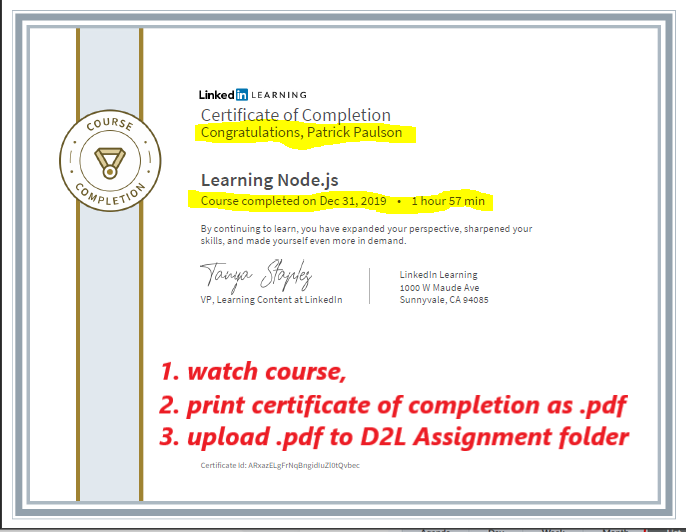 LinkedIn LEARNING
Certificate of Completion
Congratulations, Patrick Paulson
COURSE
COMPLETION
Learning Node.js
Course completed on Dec 31, 2019 • 1 hour 57 min
By continuing to learn, you have expanded your perspective, sharpened your
skills, and made yourself even more in demand.
Tanya Staples
VP, Learning Content at LinkedIn
LinkedIn Learning
1000 W Maude Ave
Sunnyvale, CA 94085
1. watch course,
2. print certificate of completion as .pdf
3. upload .pdf to D2L Assignment folder
Certificate Id: